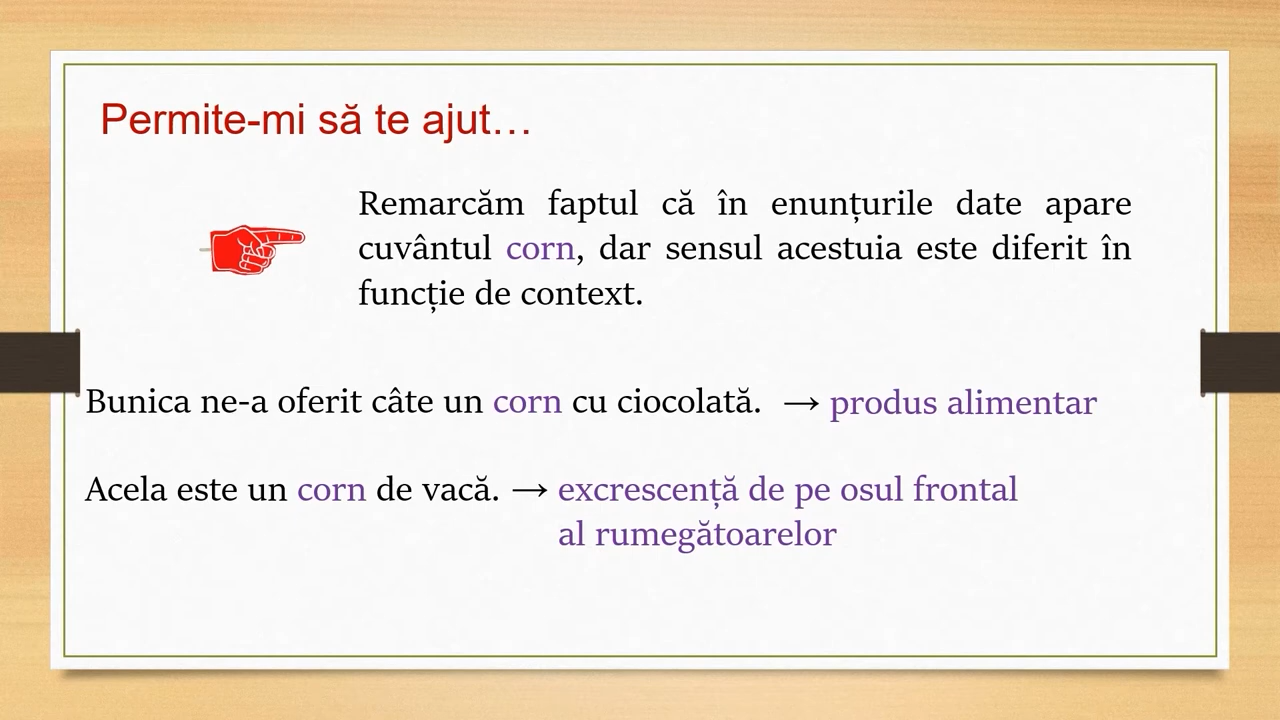 Permite-mi să te ajut…
Remarcăm faptul că în enunțurile date apare
cuvântul corn, dar sensul acestuia este diferit în
funcție de context.
Bunica ne-a oferit câte un corn cu ciocolată. → produs alimentar
Acela este un corn de vacă. → excrescență de pe osul frontal
al rumegătoarelor